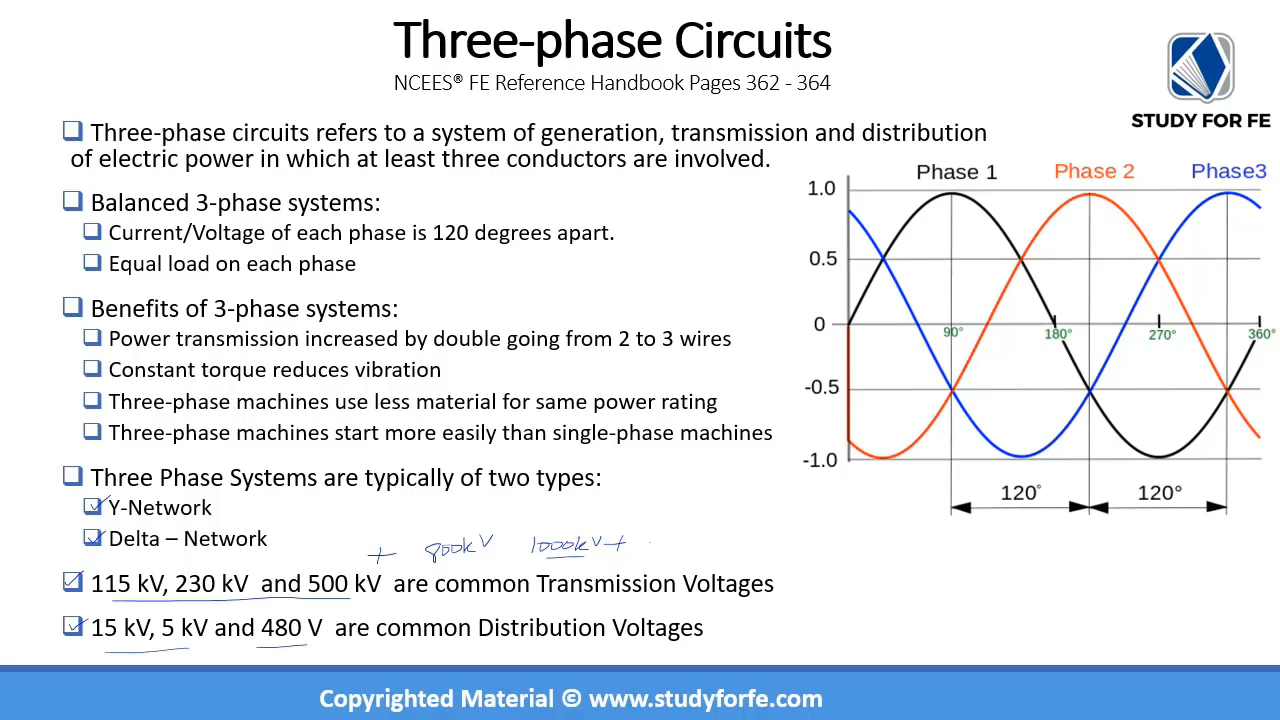 Three-phase Circuits
NCEES® FE Reference Handbook Pages 362 - 364
STUDY FOR FE
Three-phase circuits refers to a system of generation, transmission and distribution
of electric power in which at least three conductors are involved.
Balanced 3-phase systems:
Current/Voltage of each phase is 120 degrees apart.
Equal load on each phase
Benefits of 3-phase systems:
Power transmission increased by double going from 2 to 3 wires
Constant torque reduces vibration
Three-phase machines use less material for same power rating
Three-phase machines start more easily than single-phase machines
Three Phase Systems are typically of two types:
Y-Network
Delta – Network
+ 800kV 1000kV+
115 kV, 230 kV and 500 kV are common Transmission Voltages
15 kV, 5 kV and 480 V are common Distribution Voltages
Phase 1 Phase 2 Phase3
1.0
0.5
0
90° 180° 270° 360°
-0.5
-1.0
120° 120°
Copyrighted Material © www.studyforfe.com